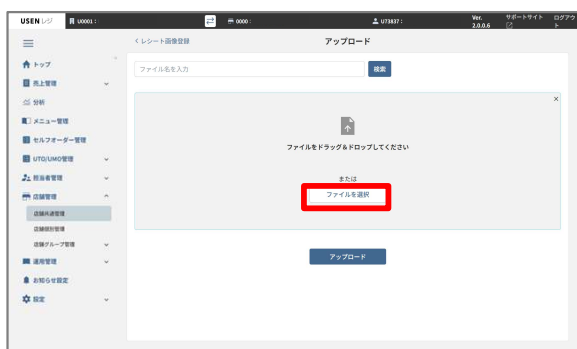 USEN レジ
U0001 :
0000 :
U73837 :
Ver.
2.0.0.6
サポートサイト
ログアウト
< レシート画像登録
アップロード
トップ
売上管理
分析
メニュー管理
セルフオーダー管理
UTO/UMO管理
担当者管理
店舗管理
店舗共通管理
店舗個別管理
店舗グループ管理
運用管理
お知らせ設定
設定
ファイル名を入力
検索
×
ファイルをドラッグ&ドロップしてください
または
ファイルを選択
アップロード